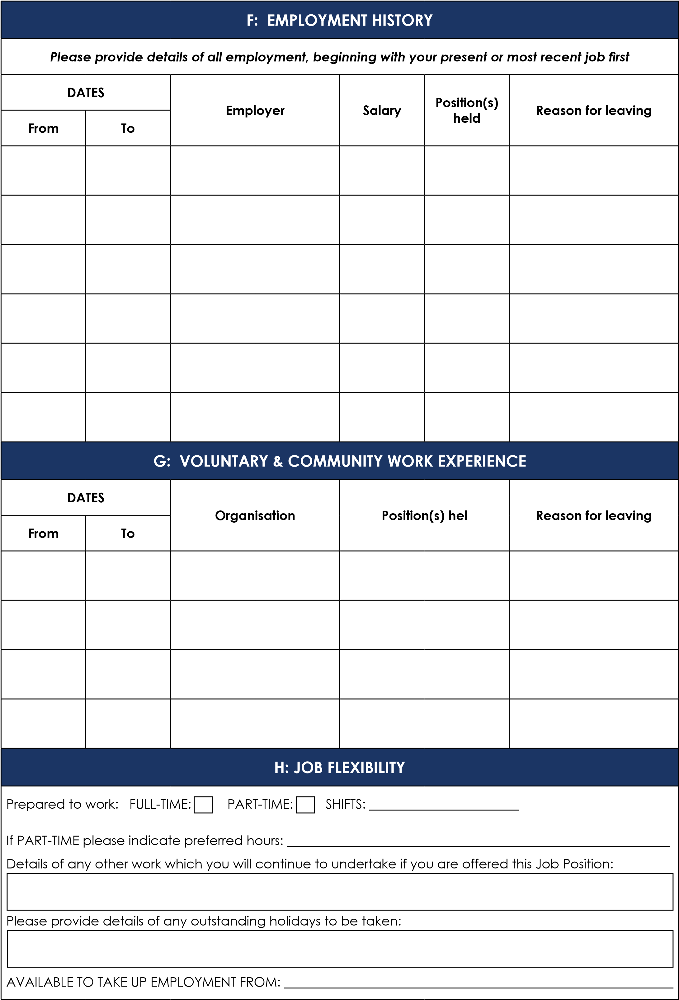 F: EMPLOYMENT HISTORY
Please provide details of all employment, beginning with your present or most recent job first
DATES
Employer
Salary
Position(s)
held
Reason for leaving
From
To
G: VOLUNTARY & COMMUNITY WORK EXPERIENCE
DATES
Organisation
Position(s) hel
Reason for leaving
From
To
H: JOB FLEXIBILITY
Prepared to work: FULL-TIME: PART-TIME: SHIFTS:
If PART-TIME please indicate preferred hours:
Details of any other work which you will continue to undertake if you are offered this Job Position:
Please provide details of any outstanding holidays to be taken:
AVAILABLE TO TAKE UP EMPLOYMENT FROM: